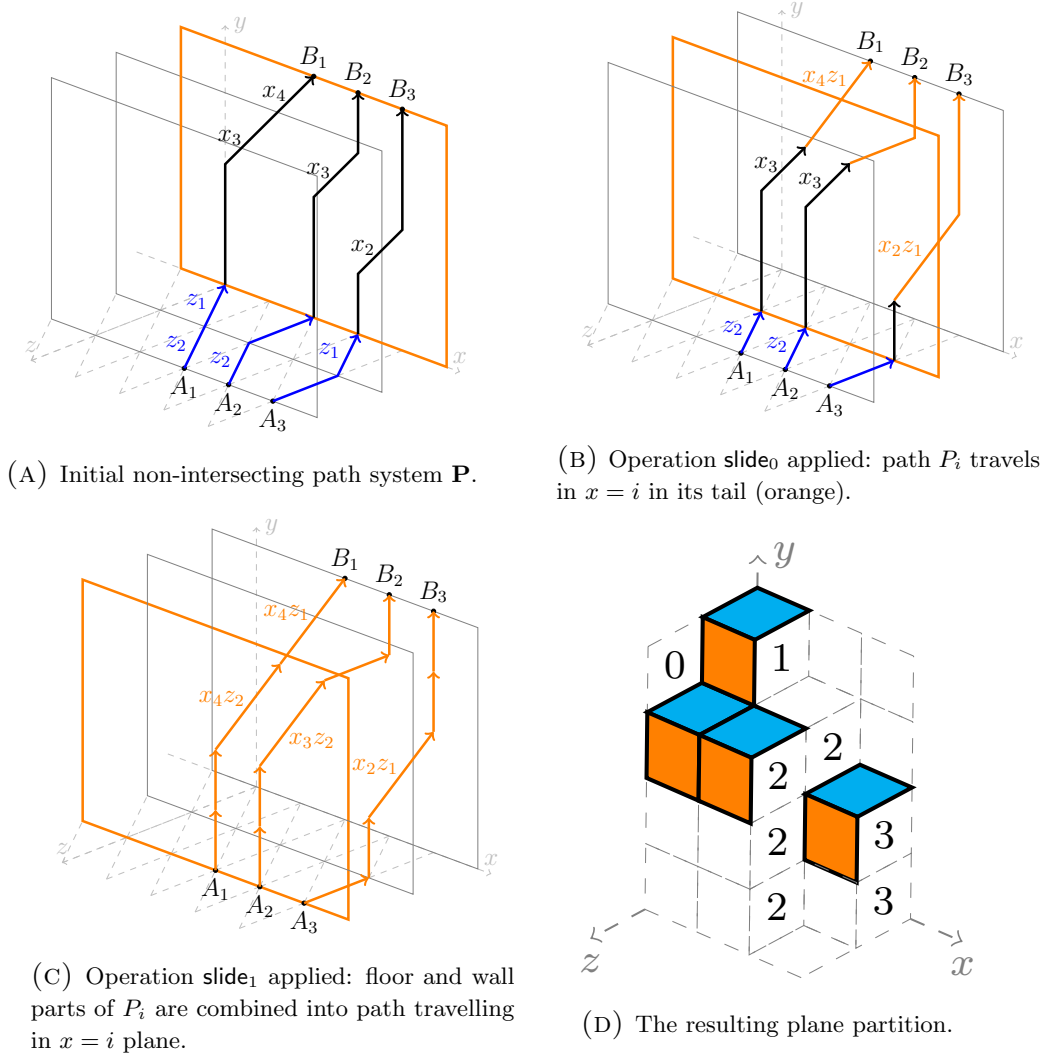 y
B₁
B₂
B₃
x₄
x₃
x₃
x₂
z₁
z₂
z₂
z₁
z
x
A₁
A₂
A₃
(A) Initial non-intersecting path system P.
y
B₁
B₂
B₃
x₄z₁
x₃
x₃
x₂z₁
z₂
z₂
z
x
A₁
A₂
A₃
(B) Operation slide₀ applied: path Pᵢ travels
in x = i in its tail (orange).
y
B₁
B₂
B₃
x₄z₁
x₄z₂
x₃z₂
x₂z₁
z
x
A₁
A₂
A₃
(C) Operation slide₁ applied: floor and wall
parts of Pᵢ are combined into path travelling
in x = i plane.
y
0
1
2
2
2
3
2
3
z
x
(D) The resulting plane partition.